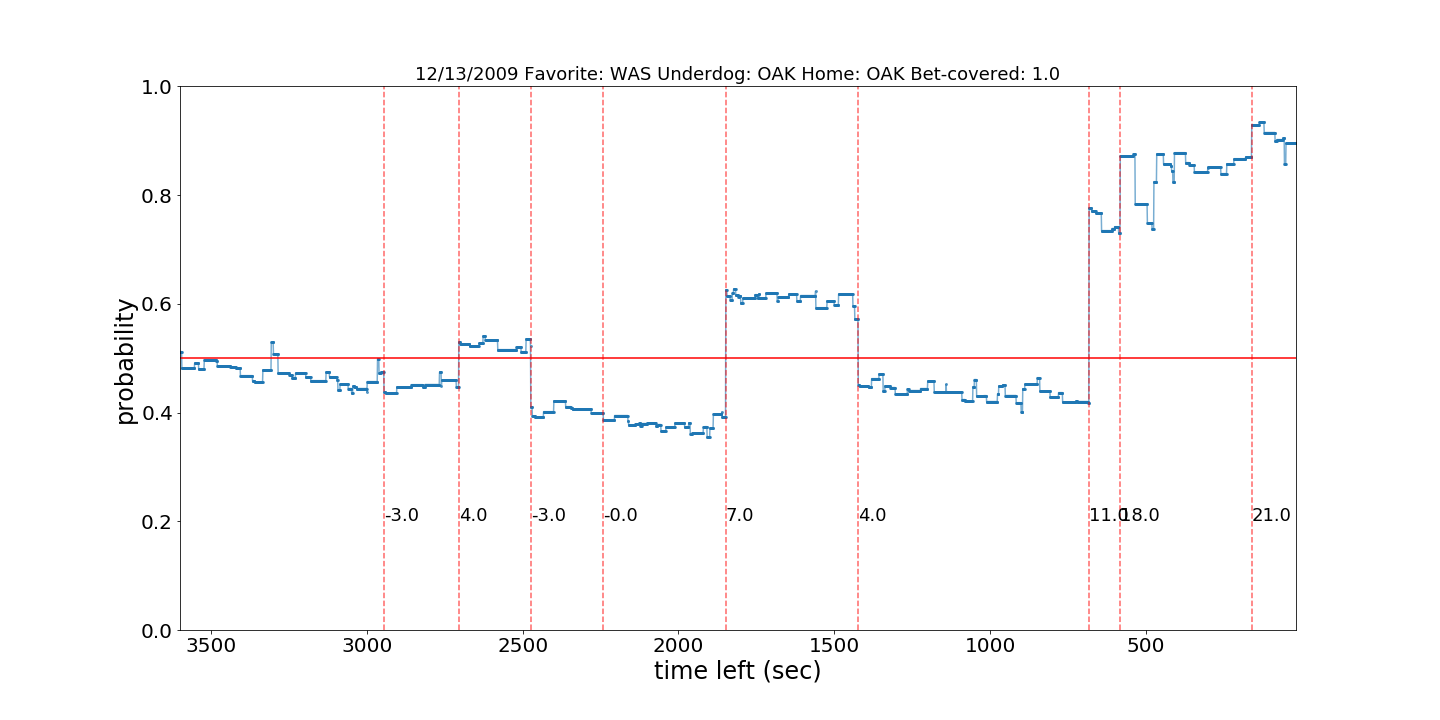 12/13/2009 Favorite: WAS Underdog: OAK Home: OAK Bet-covered: 1.0
1.0
0.8
0.6
0.4
0.2
0.0
probability
-3.0 4.0 -3.0 -0.0 7.0 4.0 11.0 18.0 21.0
3500 3000 2500 2000 1500 1000 500
time left (sec)